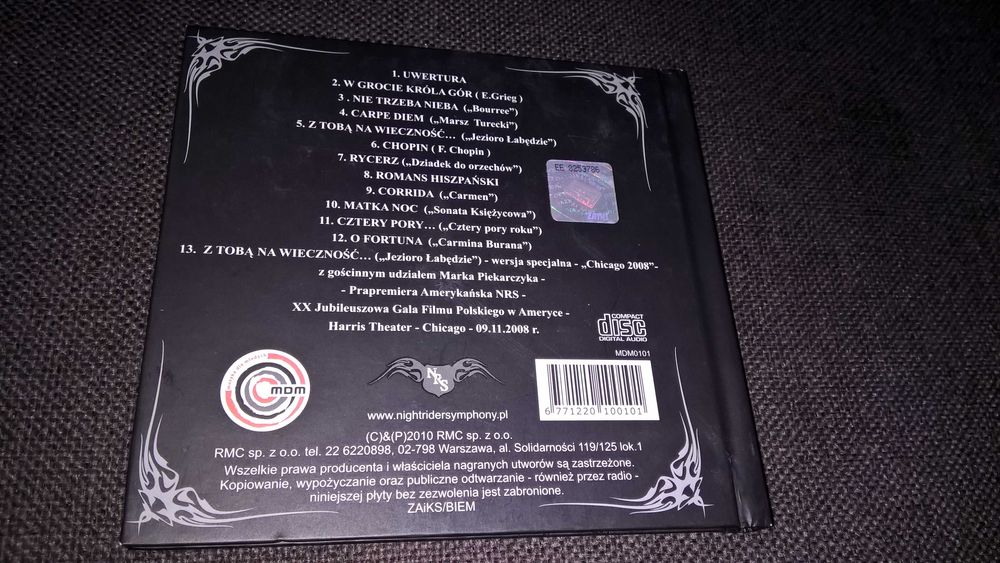 1. UWERTURA
2. W GROCIE KRÓLA GÓR ( E.Grieg )
3 . NIE TRZEBA NIEBA („Bourree”)
4. CARPE DIEM („Marsz Turecki”)
5. Z TOBĄ NA WIECZNOŚĆ… („Jezioro Łabędzie”)
6. CHOPIN ( F. Chopin )
7. RYCERZ („Dziadek do orzechów”)
8. ROMANS HISZPAŃSKI
9. CORRIDA („Carmen”)
10. MATKA NOC („Sonata Księżycowa”)
11. CZTERY PORY… („Cztery pory roku”)
12. O FORTUNA („Carmina Burana”)
13. Z TOBĄ NA WIECZNOŚĆ… („Jezioro Łabędzie”) - wersja specjalna - „Chicago 2008”-
z gościnnym udziałem Marka Piekarczyka -
- Prapremiera Amerykańska NRS -
XX Jubileuszowa Gala Filmu Polskiego w Ameryce -
Harris Theater - Chicago - 09.11.2008 r.
EE 0253786
ZAiKS
COMPACT
disc
DIGITAL AUDIO
MDM0101
MDM
NRS
6 771220 100101
www.nightridersymphony.pl
(C)&(P)2010 RMC sp. z o.o.
RMC sp. z o.o. tel. 22 6220898, 02-798 Warszawa, al. Solidarności 119/125 lok.1
Wszelkie prawa producenta i właściciela nagranych utworów są zastrzeżone.
Kopiowanie, wypożyczanie oraz publiczne odtwarzanie - również przez radio -
niniejszej płyty bez zezwolenia jest zabronione.
ZAiKS/BIEM